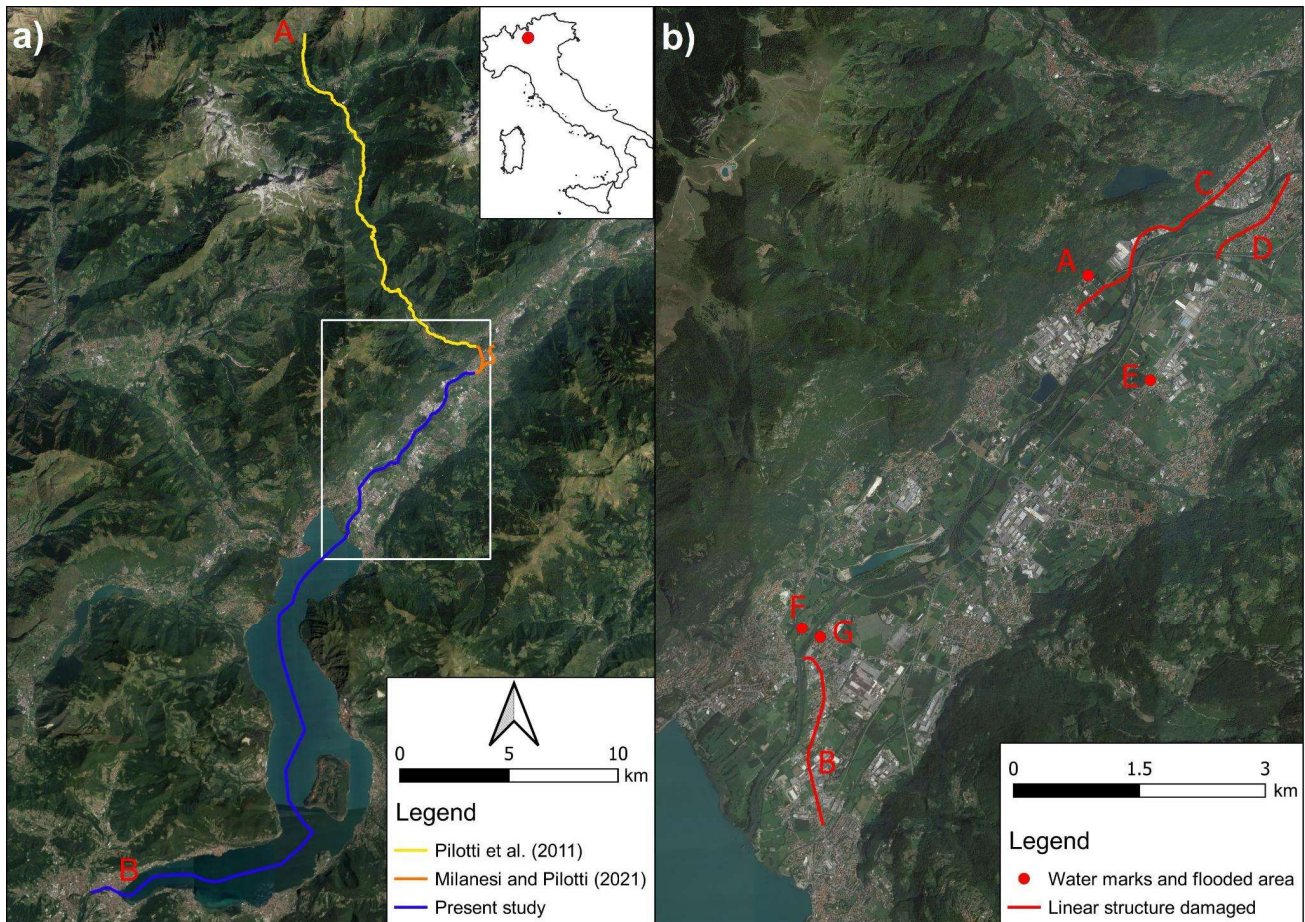 a)
A
B
0 5 10
km
Legend
Pilotti et al. (2011)
Milanesi and Pilotti (2021)
Present study
b)
C
D
A
E
F
G
B
0 1.5 3
km
Legend
Water marks and flooded area
Linear structure damaged